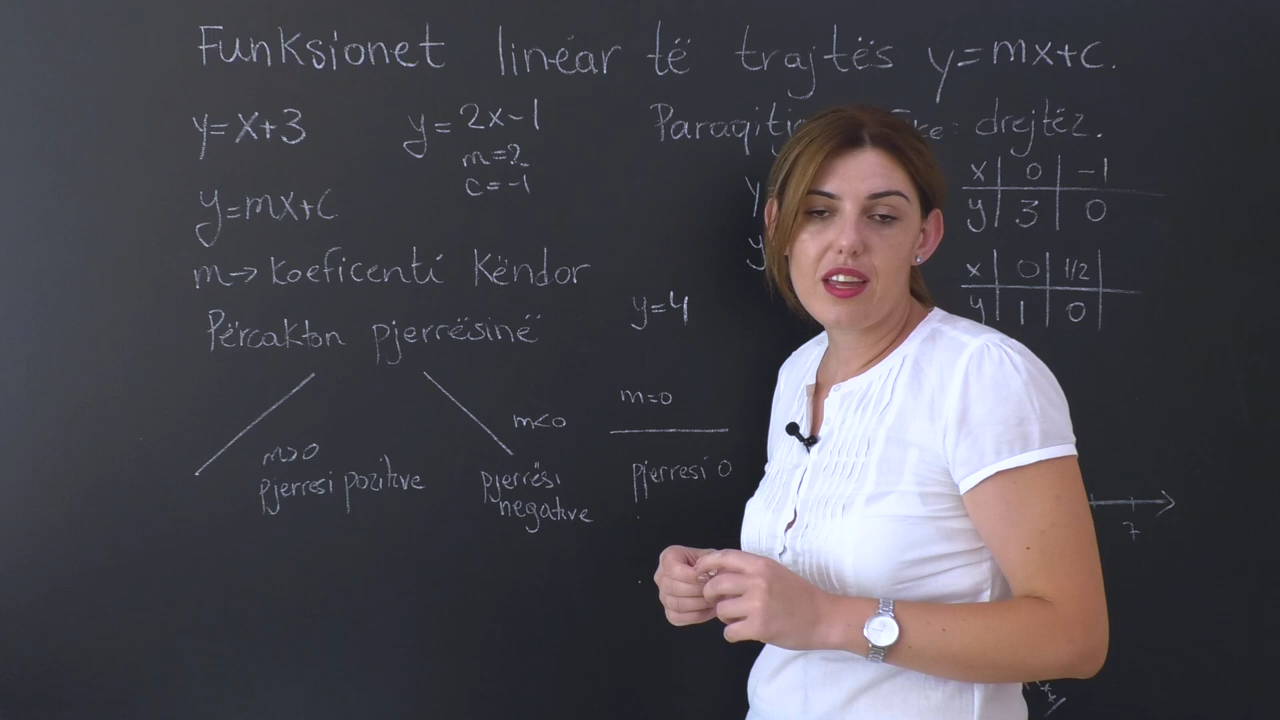 Funksionet linear të trajtës y=mx+c.
y=x+3
y=2x-1
m=2
c=-1
y=mx+c
m→ koeficenti Këndor
Përcakton pjerrësinë
m>0
pjerresi pozitive
m<0
pjerrësi
negative
y=4
m=0
pjerresi 0
drejtëz.
y
y
x | 0 | -1
y | 3 | 0
x | 0 | 1/2
y | 1 | 0
7